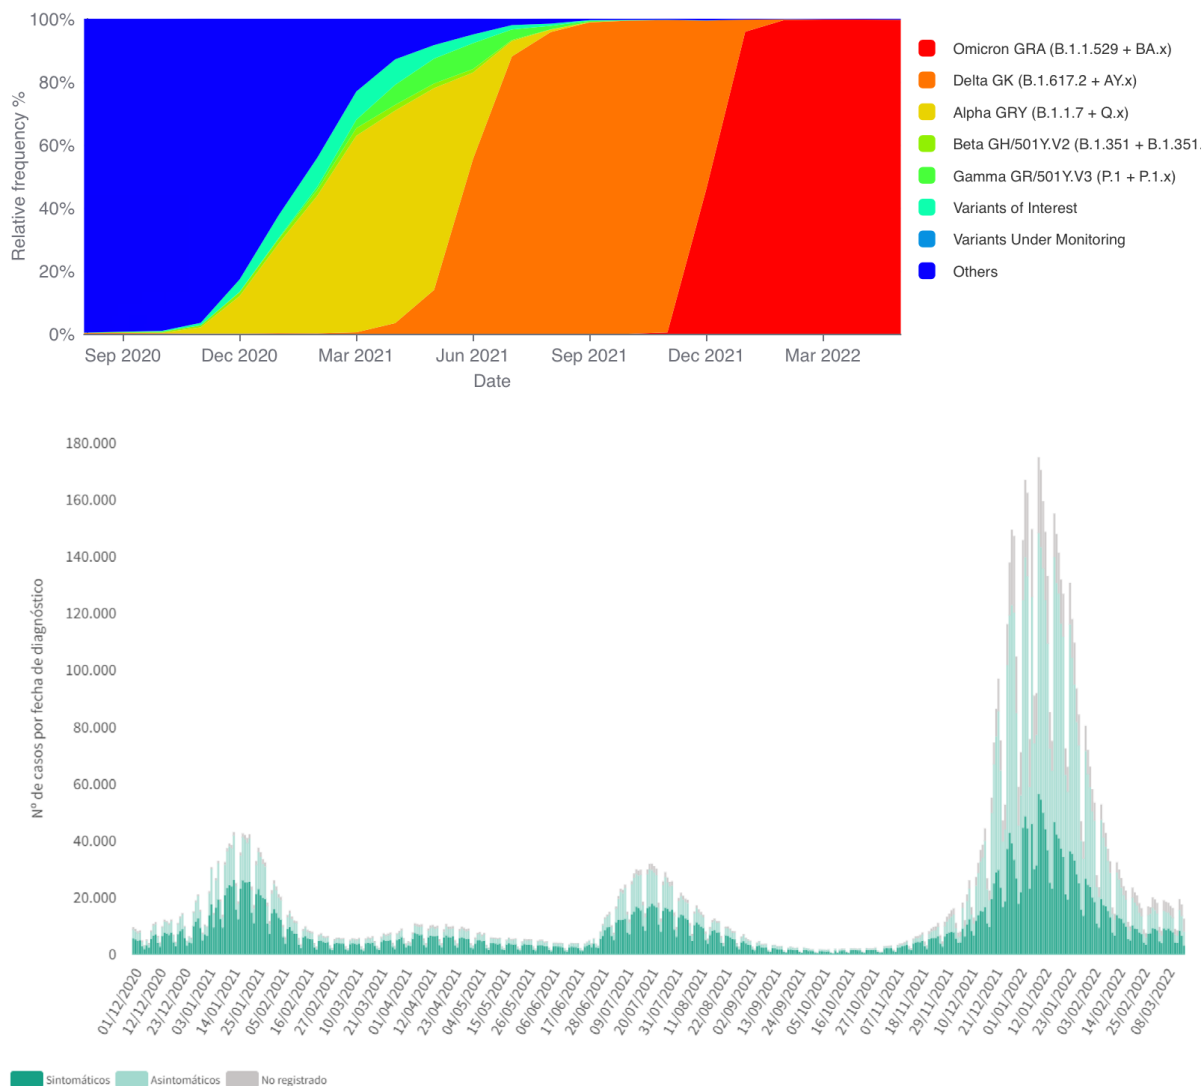 100%
80%
60%
40%
20%
0%
Relative frequency %
Sep 2020
Dec 2020
Mar 2021
Jun 2021
Sep 2021
Dec 2021
Mar 2022
Date
Omicron GRA (B.1.1.529 + BA.x)
Delta GK (B.1.617.2 + AY.x)
Alpha GRY (B.1.1.7 + Q.x)
Beta GH/501Y.V2 (B.1.351 + B.1.351.
Gamma GR/501Y.V3 (P.1 + P.1.x)
Variants of Interest
Variants Under Monitoring
Others
180.000
160.000
140.000
120.000
100.000
80.000
60.000
40.000
20.000
0
Nº de casos por fecha de diagnóstico
01/12/2020
12/12/2020
23/12/2020
03/01/2021
14/01/2021
25/01/2021
05/02/2021
16/02/2021
27/02/2021
10/03/2021
21/03/2021
01/04/2021
12/04/2021
23/04/2021
04/05/2021
15/05/2021
26/05/2021
06/06/2021
17/06/2021
28/06/2021
09/07/2021
20/07/2021
31/07/2021
11/08/2021
22/08/2021
02/09/2021
13/09/2021
24/09/2021
05/10/2021
16/10/2021
27/10/2021
07/11/2021
18/11/2021
29/11/2021
10/12/2021
21/12/2021
01/01/2022
12/01/2022
23/01/2022
03/02/2022
14/02/2022
25/02/2022
08/03/2022
Sintomáticos
Asintomáticos
No registrado